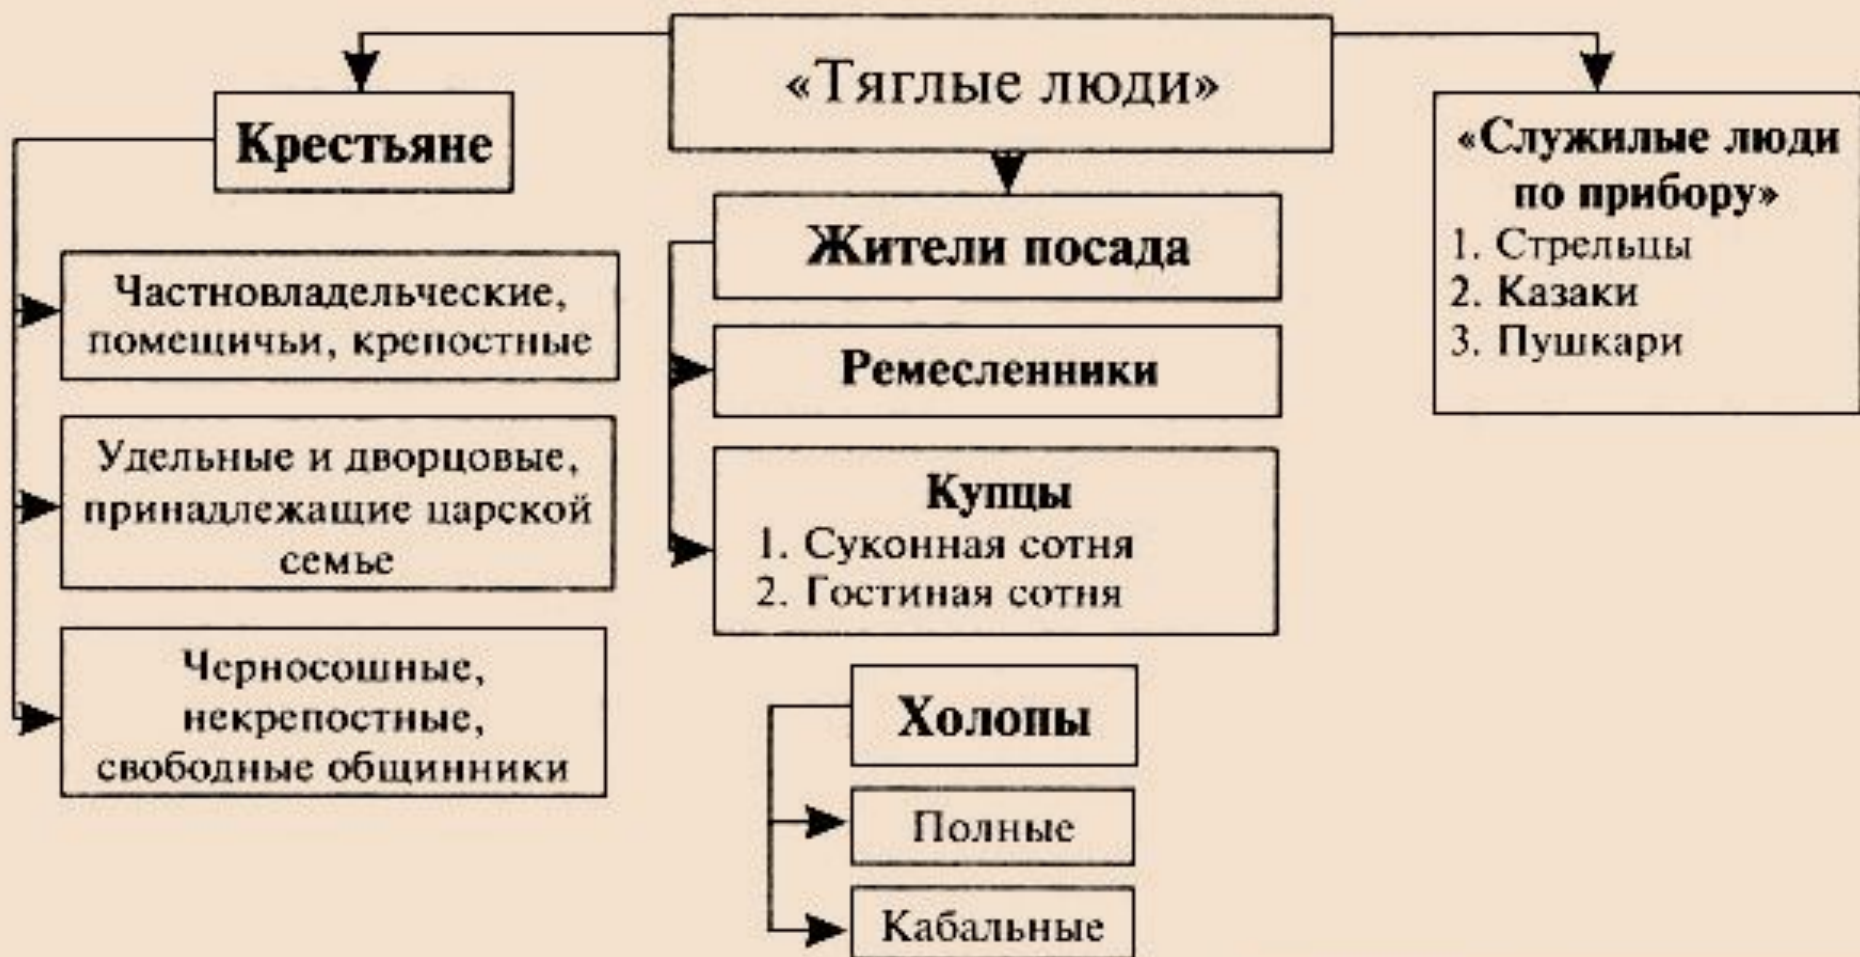 «Тяглые люди»
Крестьяне
Частновладельческие,
помещичьи, крепостные
Удельные и дворцовые,
принадлежащие царской
семье
Черносошные,
некрепостные,
свободные общинники
Жители посада
Ремесленники
Купцы
1. Суконная сотня
2. Гостиная сотня
Холопы
Полные
Кабальные
«Служилые люди
по прибору»
1. Стрельцы
2. Казаки
3. Пушкари